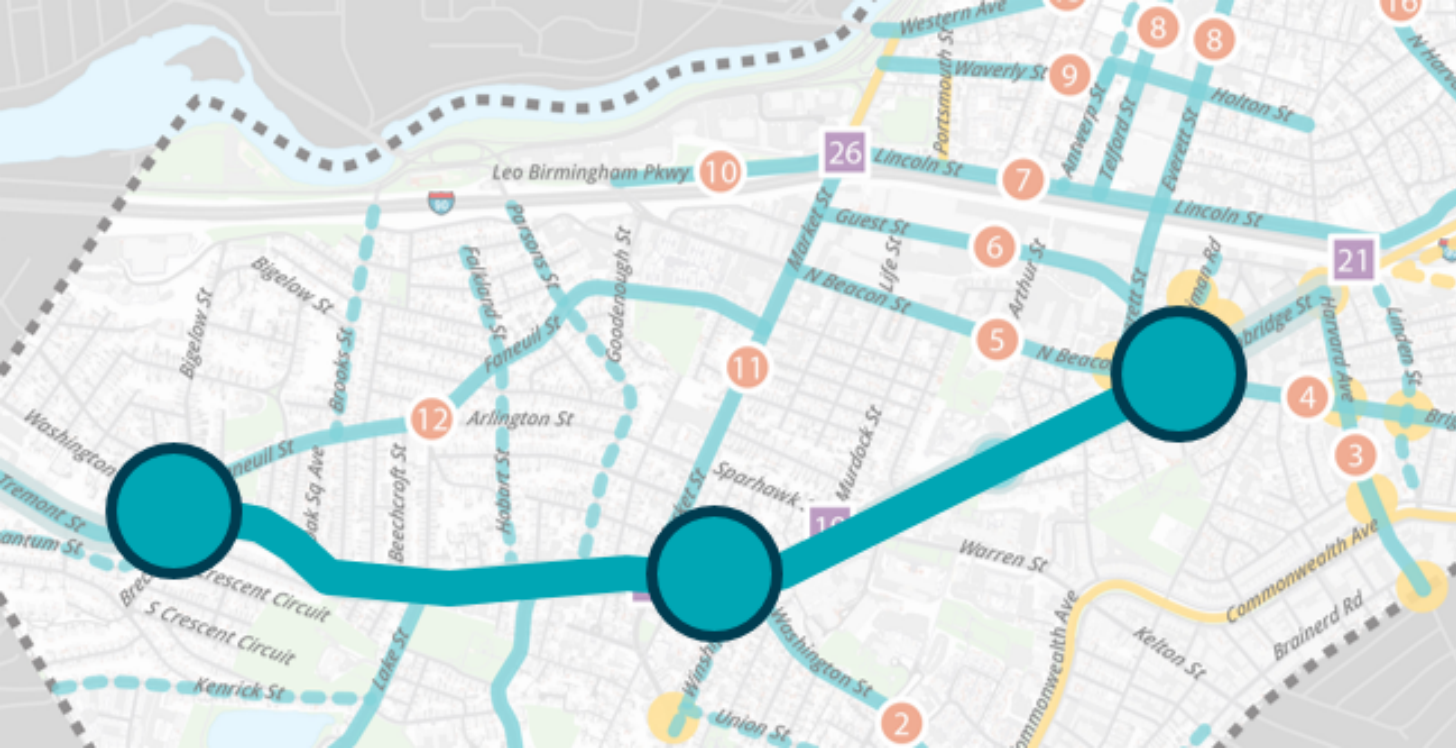 Western Ave
16
8
8
Portsmouth St
Waverly St
9
N Harv
Antwerp St
Telford St
Holton St
Everett St
26
Lincoln St
Leo Birmingham Pkwy
10
7
90
Parsons St
Market St
Guest St
Lincoln St
Goodenough St
Life St
6
Arthur St
21
Bigelow St
Falkland St
N Beacon St
Bigelow St
Brooks St
Faneuil St
5
N Beaco
Harvard Ave
Linden St
11
4
12
Arlington St
Washington
Murdock St
3
Sparhawk
Tremont St
Beechcroft St
Hobart St
Warren St
Crescent Circuit
Commonwealth Ave
S Crescent Circuit
Brainerd Rd
Lake St
Washington St
Kelton St
Kenrick St
Commonwealth Ave
Union St
2